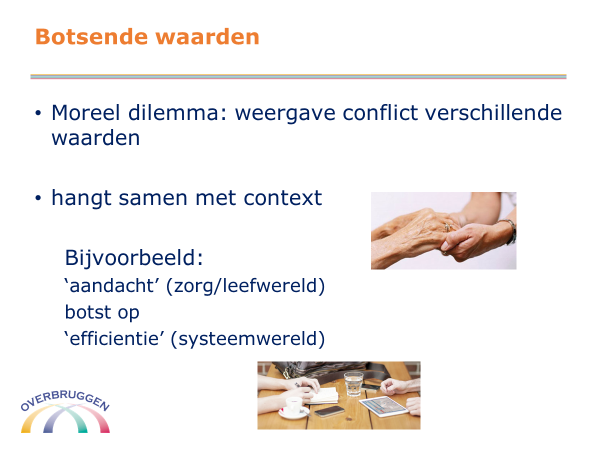 Botsende waarden
• Moreel dilemma: weergave conflict verschillende
waarden
• hangt samen met context
Bijvoorbeeld:
‘aandacht’ (zorg/leefwereld)
botst op
‘efficientie’ (systeemwereld)
OVERBRUGGEN